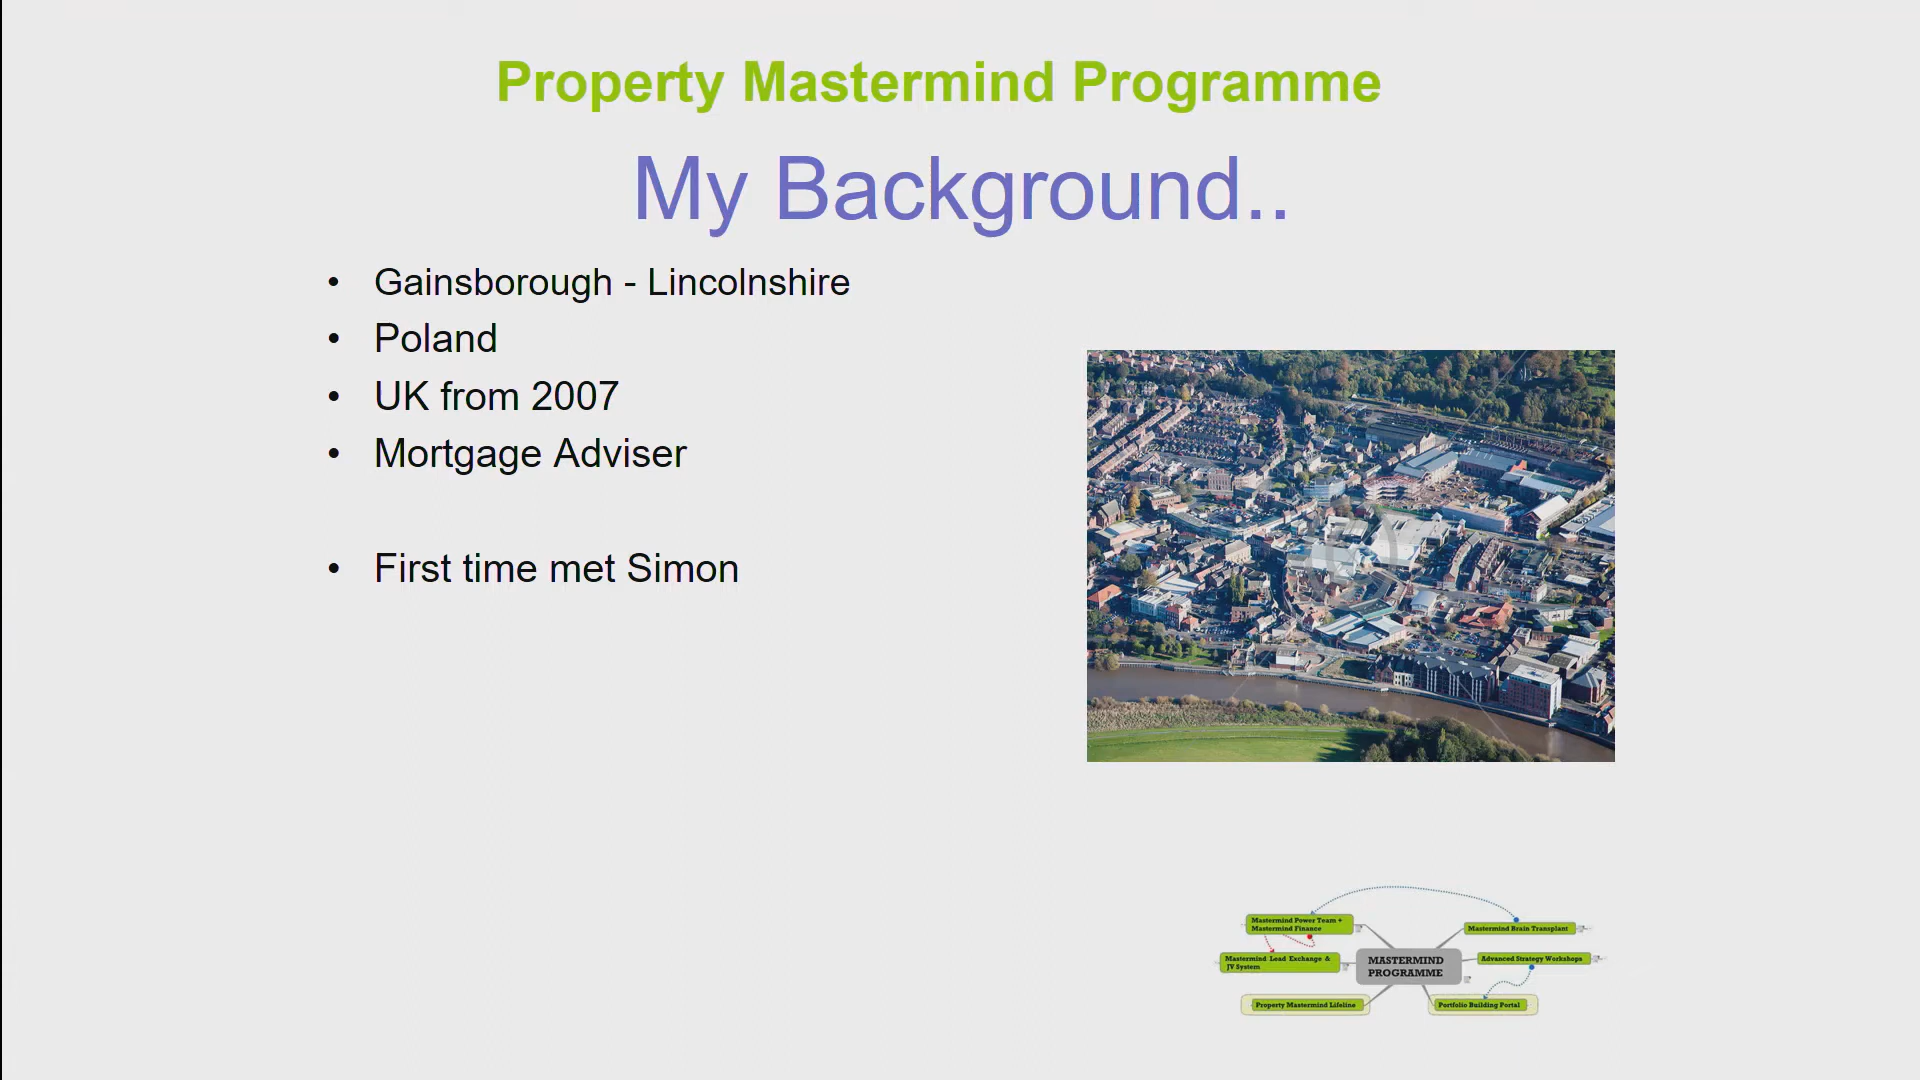 Property Mastermind Programme
My Background..
• Gainsborough - Lincolnshire
• Poland
• UK from 2007
• Mortgage Adviser
• First time met Simon
Mastermind Power Team +
Mastermind Finance
Mastermind Brain Transplant
Mastermind Lead Exchange &
JV System
MASTERMIND
PROGRAMME
Advanced Strategy Workshops
Property Mastermind Lifeline
Portfolio Building Portal